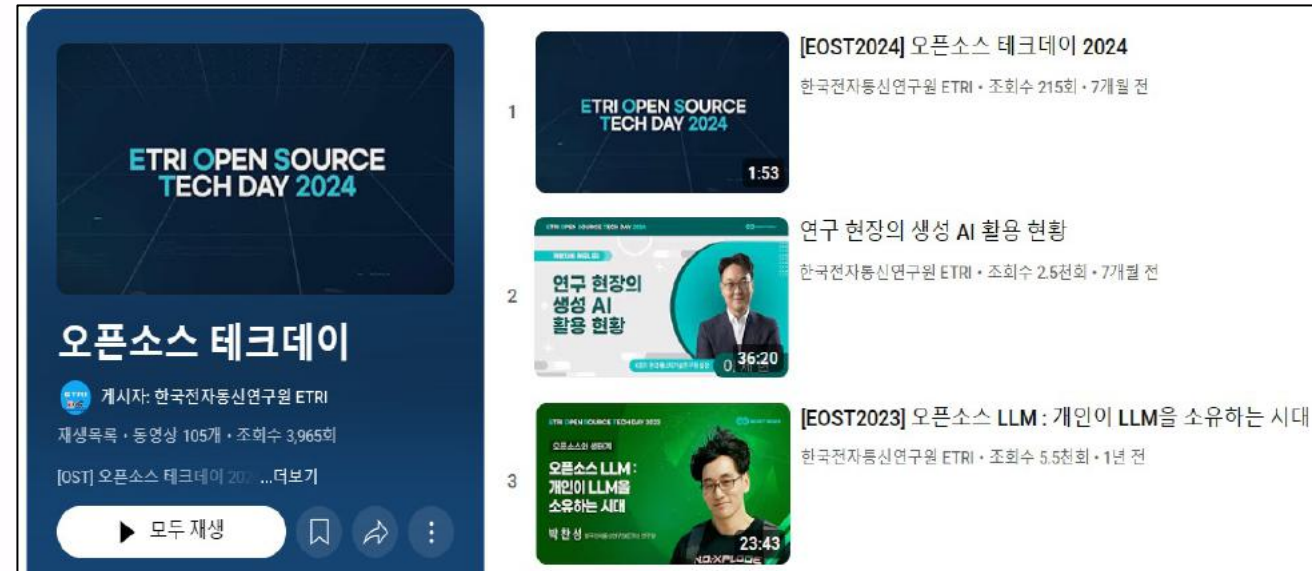 ETRI OPEN SOURCE
TECH DAY 2024
오픈소스 테크데이
게시자: 한국전자통신연구원 ETRI
재생목록 • 동영상 105개 • 조회수 3,965회
[OST] 오픈소스 테크데이 202 ...더보기
모두 재생
1
ETRI OPEN SOURCE
TECH DAY 2024
1:53
[EOST2024] 오픈소스 테크데이 2024
한국전자통신연구원 ETRI • 조회수 215회 • 7개월 전
2
ETRI OPEN SOURCE TECH DAY 2024
연구 현장의
생성 AI
활용 현황
36:20
연구 현장의 생성 AI 활용 현황
한국전자통신연구원 ETRI • 조회수 2.5천회 • 7개월 전
3
ETRI OPEN SOURCE TECH DAY 2023
오픈소스 LLM :
개인이 LLM을
소유하는 시대
박찬성
23:43
[EOST2023] 오픈소스 LLM : 개인이 LLM을 소유하는 시대
한국전자통신연구원 ETRI • 조회수 5.5천회 • 1년 전